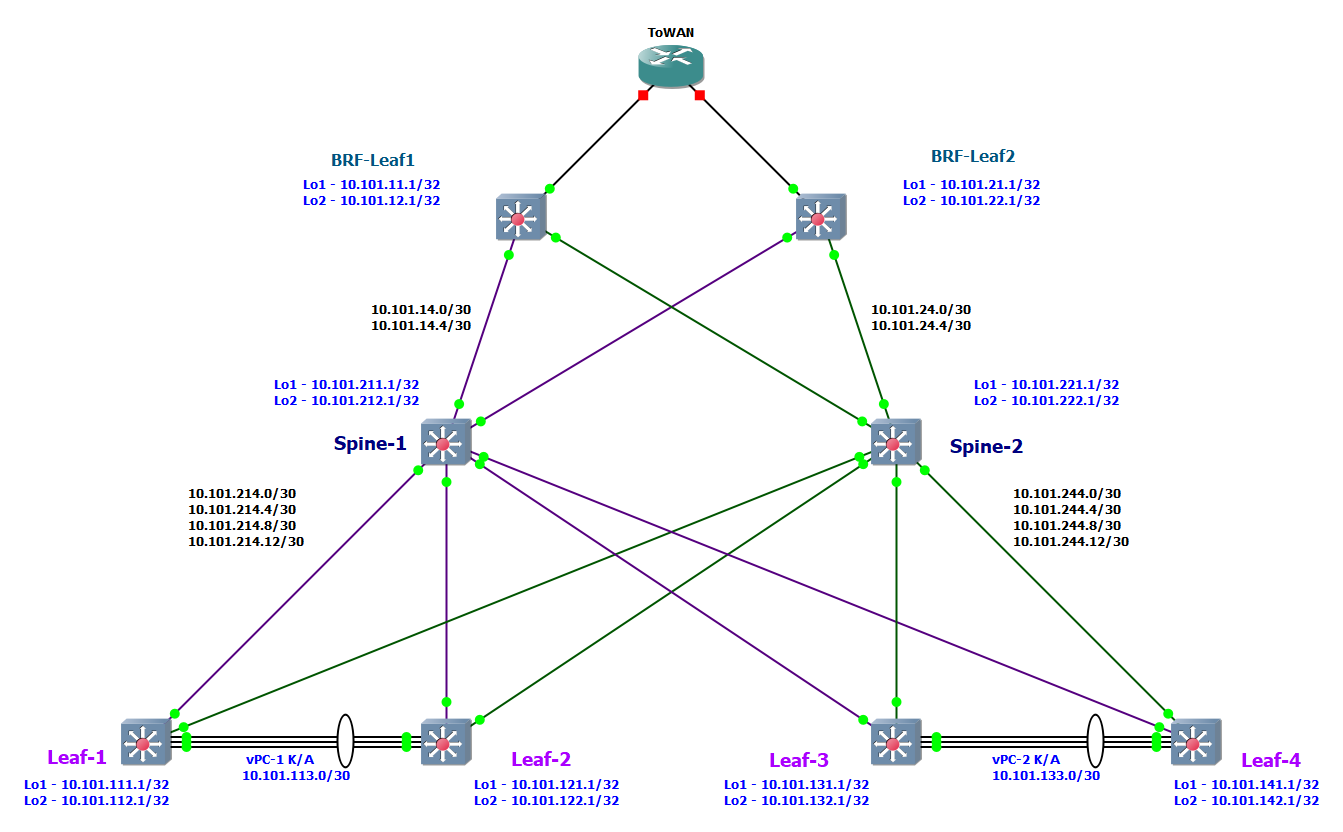 ToWAN
BRF-Leaf1
Lo1 - 10.101.11.1/32
Lo2 - 10.101.12.1/32
BRF-Leaf2
Lo1 - 10.101.21.1/32
Lo2 - 10.101.22.1/32
10.101.14.0/30
10.101.14.4/30
10.101.24.0/30
10.101.24.4/30
Lo1 - 10.101.211.1/32
Lo2 - 10.101.212.1/32
Spine-1
Lo1 - 10.101.221.1/32
Lo2 - 10.101.222.1/32
Spine-2
10.101.214.0/30
10.101.214.4/30
10.101.214.8/30
10.101.214.12/30
10.101.244.0/30
10.101.244.4/30
10.101.244.8/30
10.101.244.12/30
Leaf-1
Lo1 - 10.101.111.1/32
Lo2 - 10.101.112.1/32
vPC-1 K/A
10.101.113.0/30
Leaf-2
Lo1 - 10.101.121.1/32
Lo2 - 10.101.122.1/32
Leaf-3
Lo1 - 10.101.131.1/32
Lo2 - 10.101.132.1/32
vPC-2 K/A
10.101.133.0/30
Leaf-4
Lo1 - 10.101.141.1/32
Lo2 - 10.101.142.1/32